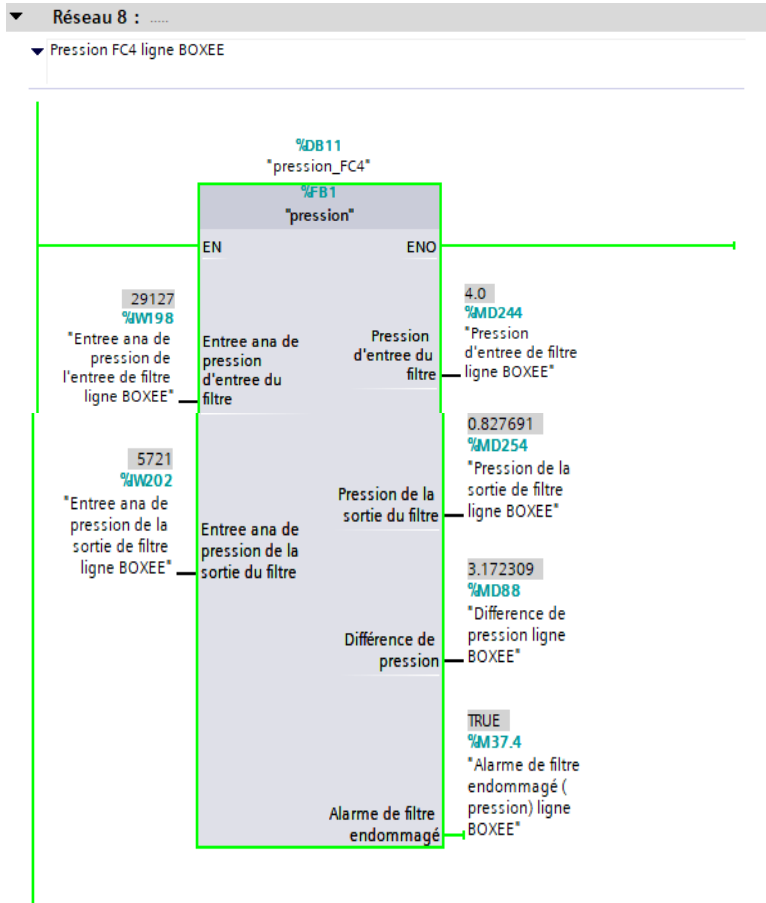 Réseau 8 : .....
Pression FC4 ligne BOXEE
%DB11
"pression_FC4"
%FB1
"pression"
EN
ENO
29127
%IW198
"Entree ana de
pression de
l'entree de filtre
ligne BOXEE"
Entree ana de
pression
d'entree du
filtre
Pression
d'entree du
filtre
4.0
%MD244
"Pression
d'entree de filtre
ligne BOXEE"
5721
%IW202
"Entree ana de
pression de la
sortie de filtre
ligne BOXEE"
Entree ana de
pression de la
sortie du filtre
Pression de la
sortie du filtre
0.827691
%MD254
"Pression de la
sortie de filtre
ligne BOXEE"
Différence de
pression
3.172309
%MD88
"Difference de
pression ligne
BOXEE"
Alarme de filtre
endommagé
TRUE
%M37.4
"Alarme de filtre
endommagé (
pression) ligne
BOXEE"